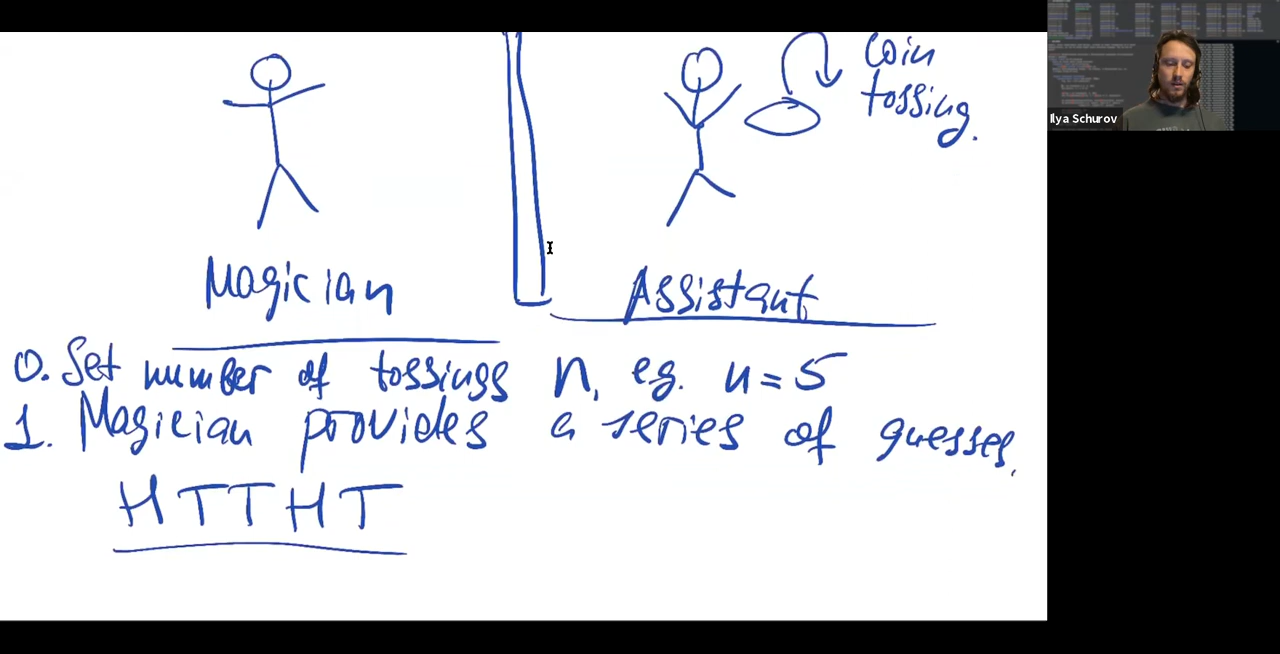 Coin
tossing.
Ilya Schurov
Magician
Assistant
0. Set number of tossings n, eg. n = 5
1. Magician provides a series of guesses.
HTTHT